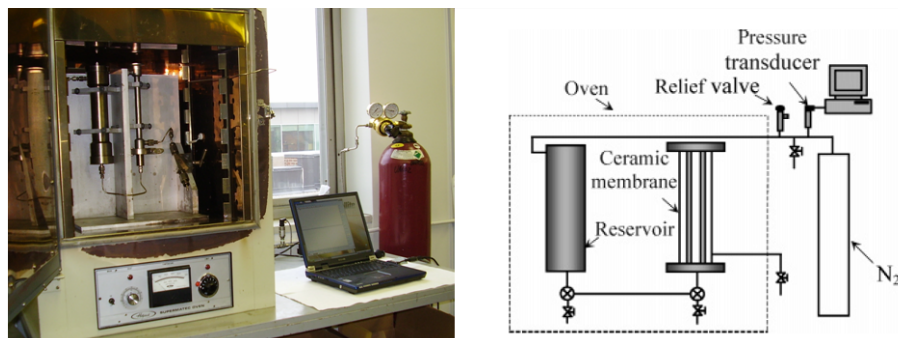 Pressure
transducer
Relief valve
Oven
Ceramic
membrane
Reservoir
N₂